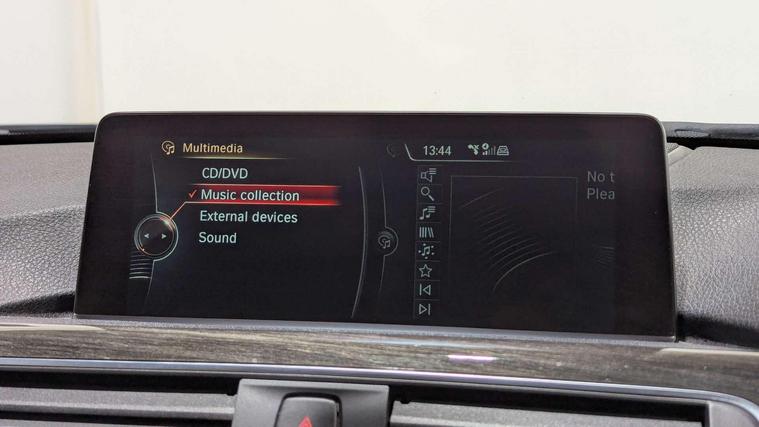 Multimedia
13:44
CD/DVD
Music collection
External devices
Sound
No t
Plea